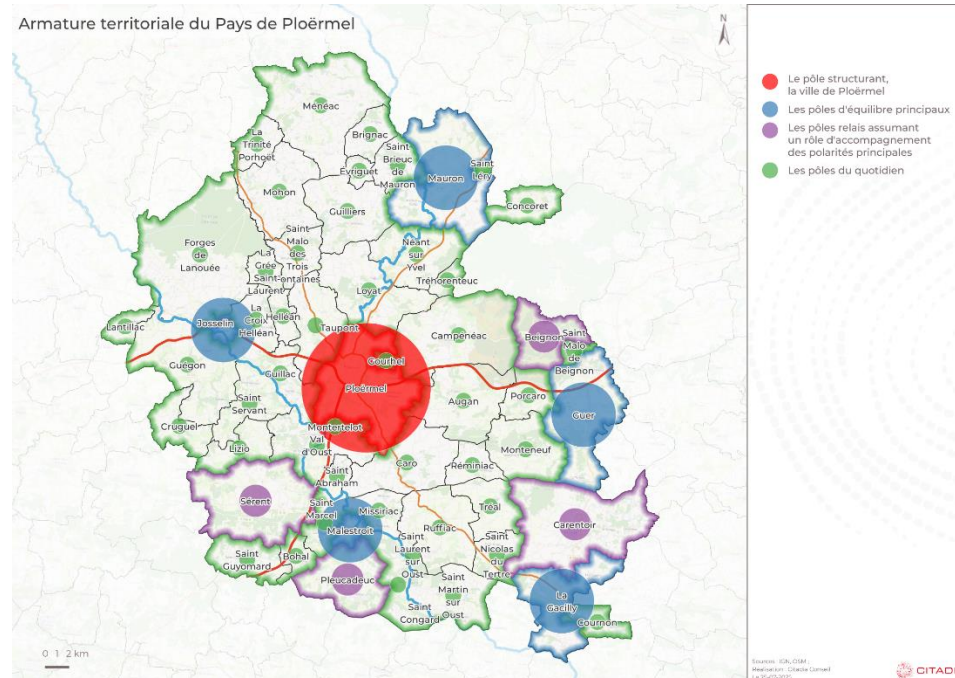 Armature territoriale du Pays de Ploërmel
N
Le pôle structurant,
la ville de Ploërmel
Les pôles d'équilibre principaux
Les pôles relais assumant
un rôle d'accompagnement
des polarités principales
Les pôles du quotidien
Ménéac
La
Trinité
Porhoët
Brignac
Saint
Brieuc
de
Mauron
Évriguet
Mauron
Saint
Léry
Concoret
Mohon
Guilliers
Saint
Malo
des
Trois
Fontaines
Néant
sur
Yvel
Tréhorenteuc
Forges
de
Lanouée
La
Grée
Saint
Laurent
Loyat
Lantillac
Josselin
La
Croix
Helléan
Helléan
Taupont
Campénéac
Beignon
Saint
Malo
de
Beignon
Guégon
Guillac
Courhel
Ploërmel
Augan
Porcaro
Guer
Saint
Servant
Cruguel
Lizio
Montertelot
Val
d'Oust
Monteneuf
Caro
Réminiac
Saint
Abraham
Sérent
Saint
Marcel
Missiriac
Malestroit
Ruffiac
Tréal
Carentoir
Saint
Laurent
sur
Oust
Saint
Nicolas
du
Tertre
Saint
Guyomard
Bohal
Pleucadeuc
Saint
Congard
Saint
Martin
sur
Oust
La
Gacilly
Cournon
0 1 2 km
Sources : IGN, OSM ;
Réalisation : Citadia Conseil
CITADI